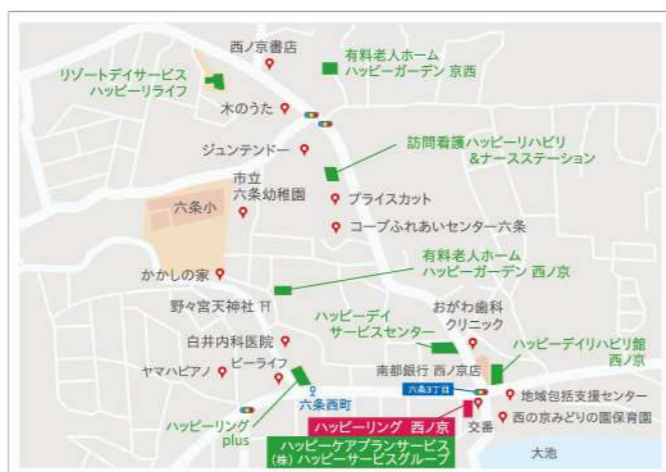 西ノ京書店
有料老人ホーム
ハッピーガーデン 京西
リゾートデイサービス
ハッピーリライフ
木のうた
ジュンテンドー
訪問看護ハッピーリハビリ
&ナースステーション
市立
六条幼稚園
六条小
プライスカット
コープふれあいセンター六条
かかしの家
有料老人ホーム
ハッピーガーデン 西ノ京
野々宮天神社
おがわ歯科
クリニック
ハッピーデイ
サービスセンター
白井内科医院
ハッピーデイリハビリ館
西ノ京
ヤマハピアノ
ビーライフ
南都銀行 西ノ京店
六条西町
六条3丁目
地域包括支援センター
ハッピーリング
plus
ハッピーリング 西ノ京
交番
西の京みどりの園保育園
ハッピーケアプランサービス
(株) ハッピーサービスグループ
大池